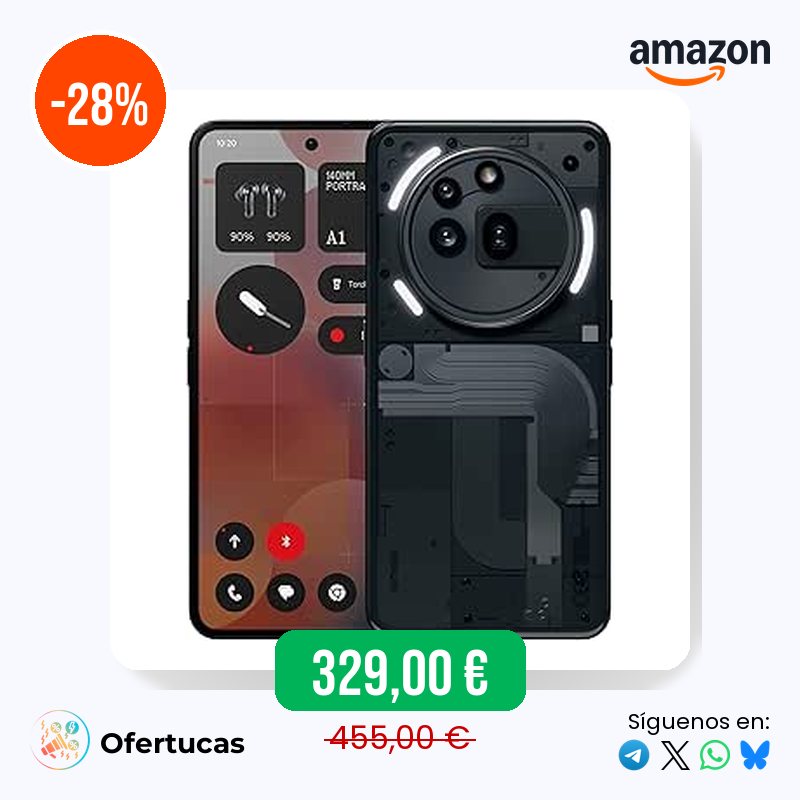 -28%
amazon
10:20
140MM
PORTRA
90% 90%
A1
329,00 €
455,00 €
Ofertucas
Síguenos en: